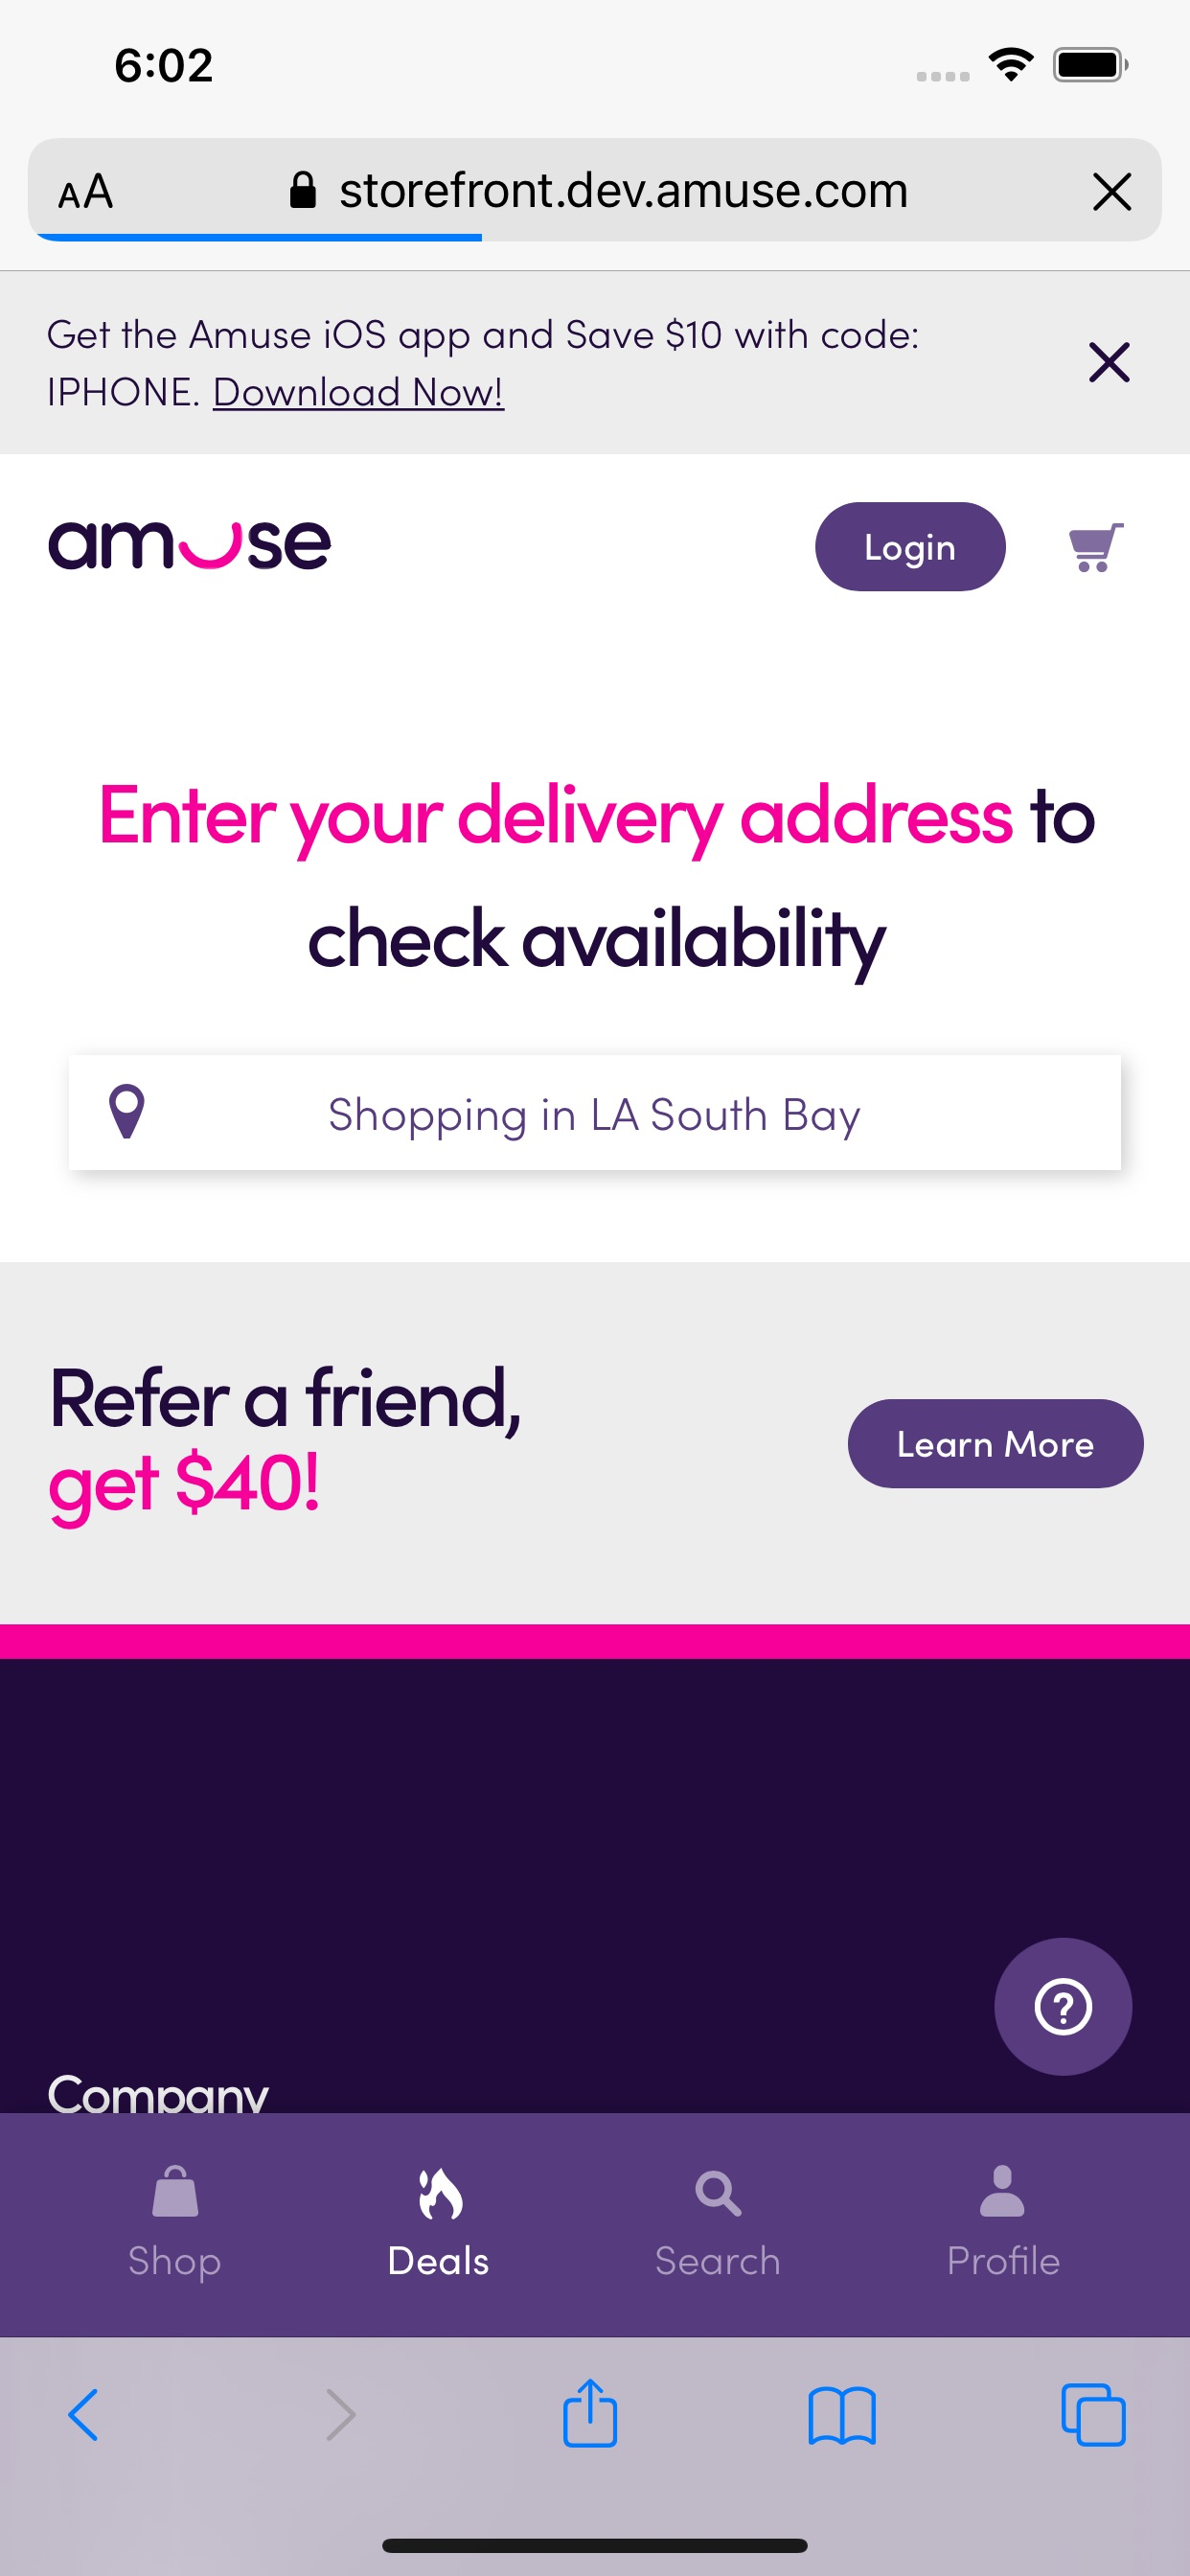 6:02
AA storefront.dev.amuse.com
Get the Amuse iOS app and Save $10 with code:
IPHONE. Download Now!
amuse
Login
Enter your delivery address to
check availability
Shopping in LA South Bay
Refer a friend,
get $40!
Learn More
?
Company
Shop Deals Search Profile